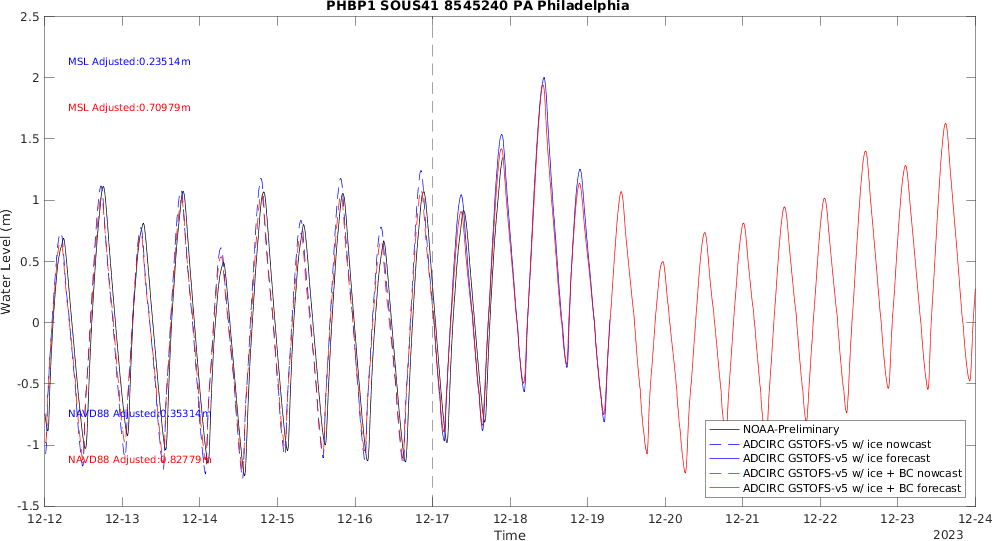 PHBP1 SOUS41 8545240 PA Philadelphia
2.5
2
1.5
1
0.5
0
-0.5
-1
-1.5
Water Level (m)
MSL Adjusted:0.23514m
MSL Adjusted:0.70979m
NAVD88 Adjusted:0.35314m
NAVD88 Adjusted:0.82779m
NOAA-Preliminary
ADCIRC GSTOFS-v5 w/ ice nowcast
ADCIRC GSTOFS-v5 w/ ice forecast
ADCIRC GSTOFS-v5 w/ ice + BC nowcast
ADCIRC GSTOFS-v5 w/ ice + BC forecast
12-12 12-13 12-14 12-15 12-16 12-17 12-18 12-19 12-20 12-21 12-22 12-23 12-24
Time
2023